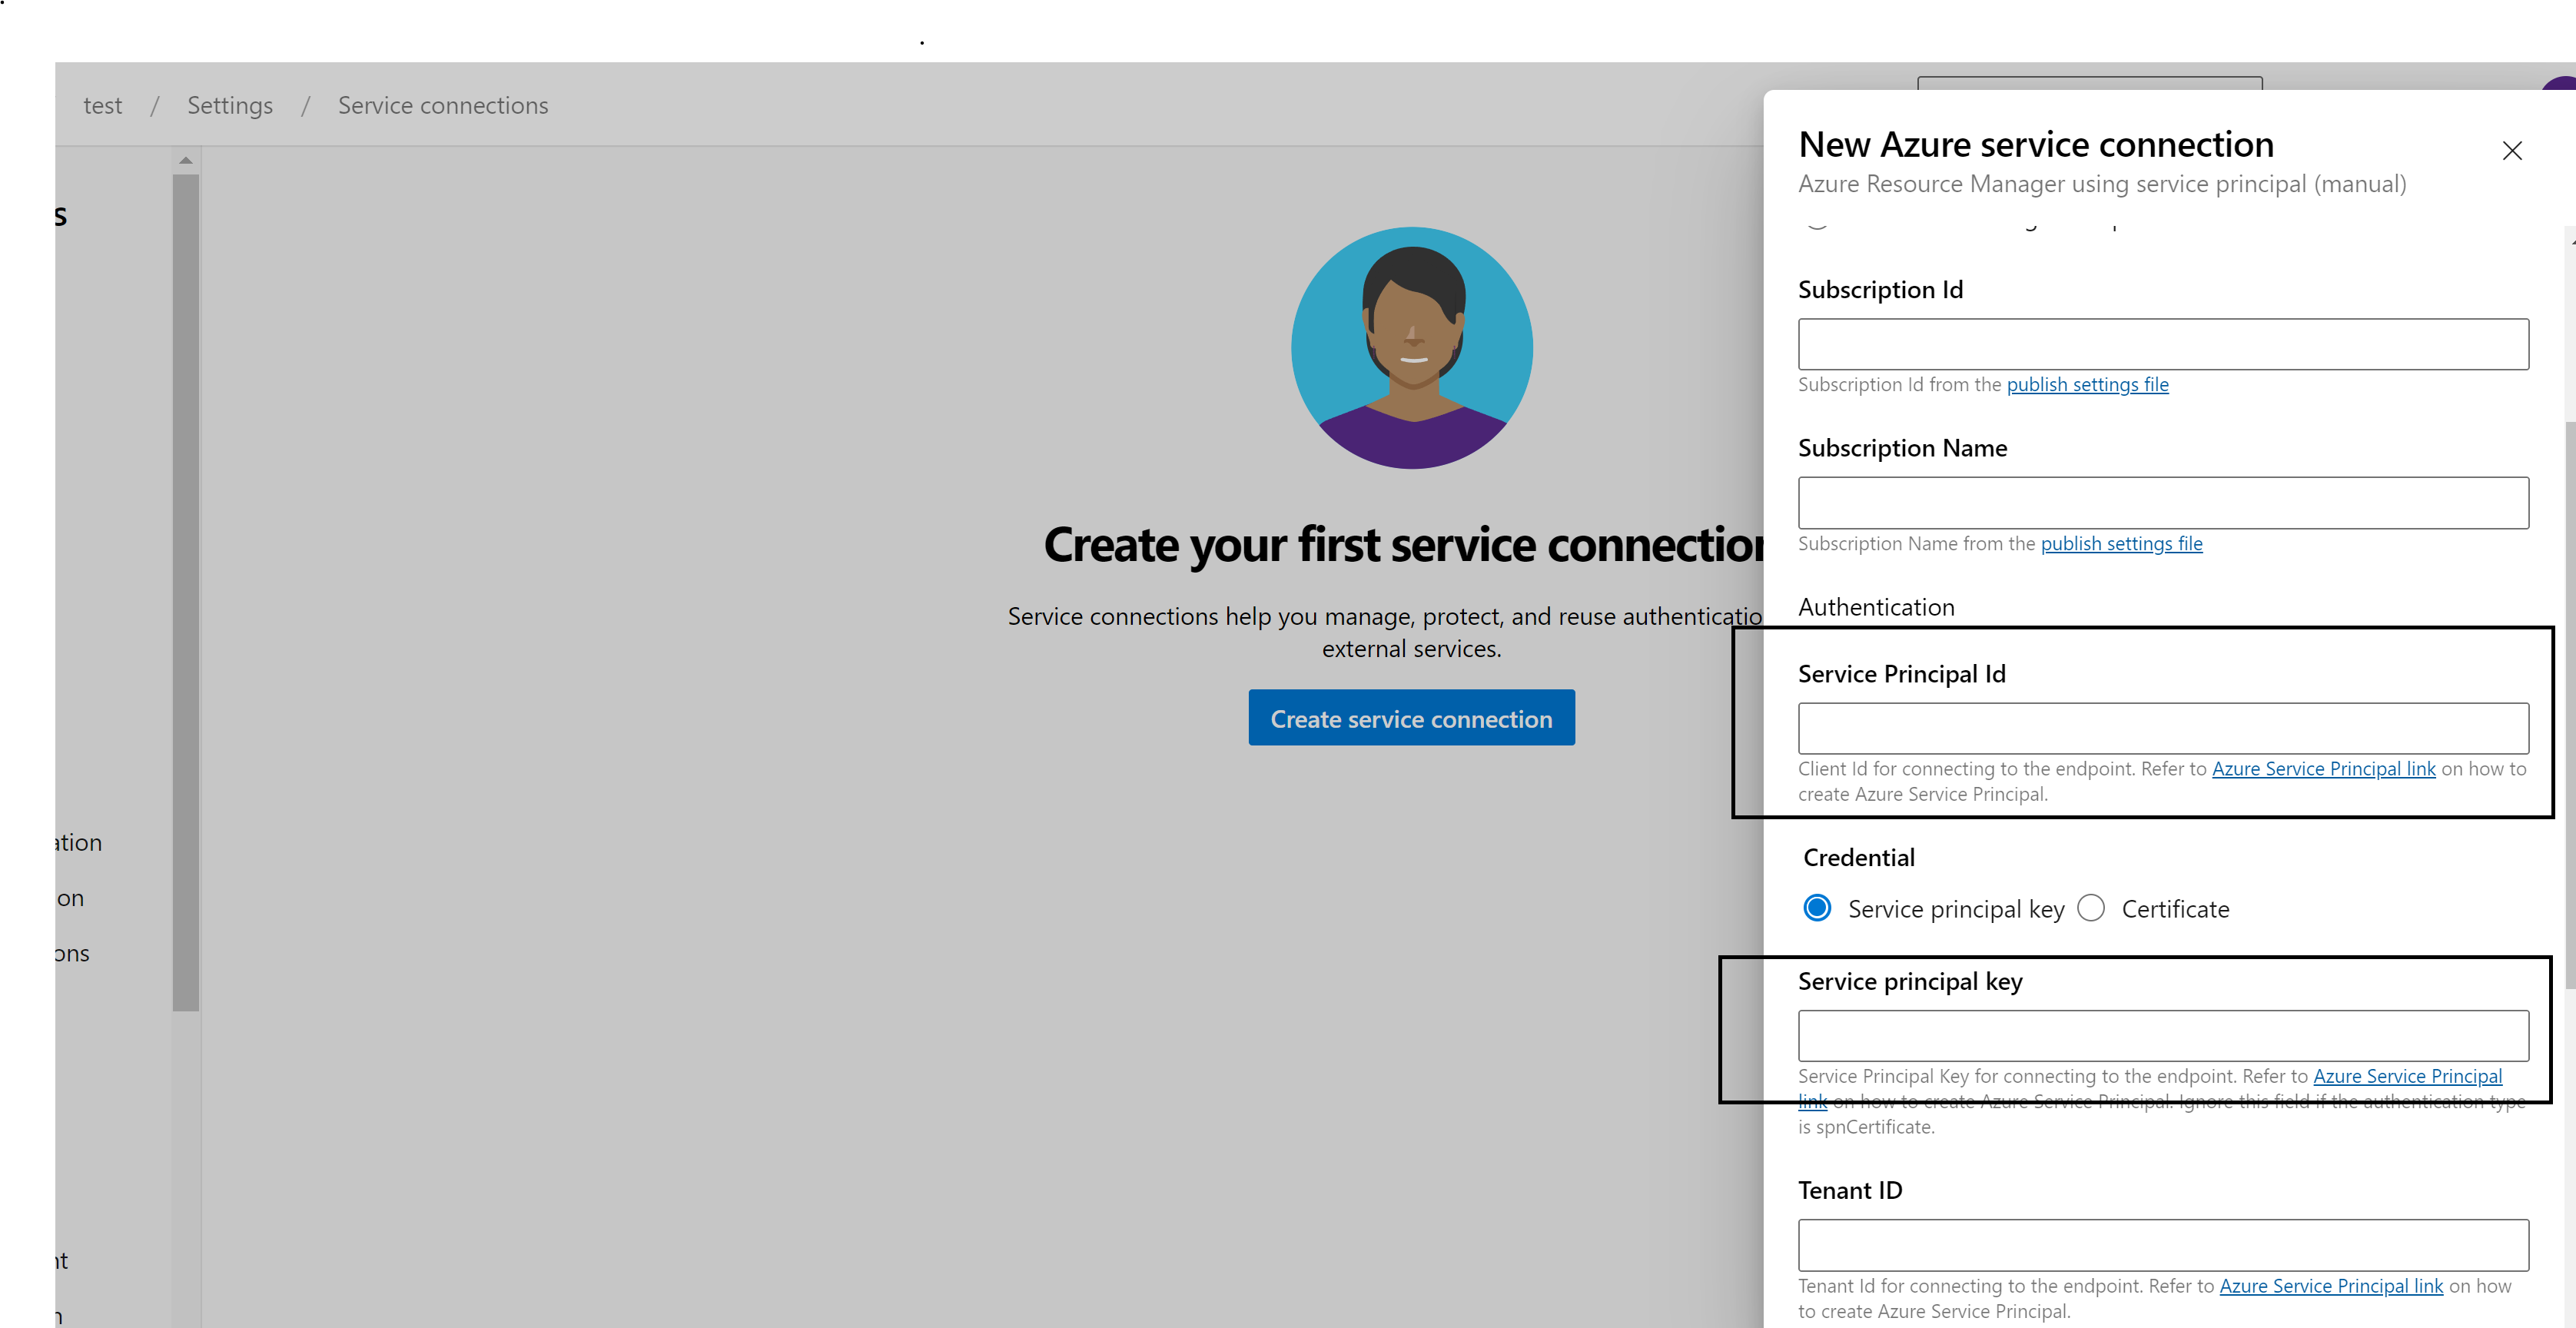 test / Settings / Service connections
s
ation
on
ons
nt
n
Create your first service connection
Service connections help you manage, protect, and reuse authenticatio
external services.
Create service connection
New Azure service connection
Azure Resource Manager using service principal (manual)
Subscription Id
Subscription Id from the publish settings file
Subscription Name
Subscription Name from the publish settings file
Authentication
Service Principal Id
Client Id for connecting to the endpoint. Refer to Azure Service Principal link on how to
create Azure Service Principal.
Credential
Service principal key
Certificate
Service principal key
Service Principal Key for connecting to the endpoint. Refer to Azure Service Principal
link on how to create Azure Service Principal. Ignore this field if the authentication type
is spnCertificate.
Tenant ID
Tenant Id for connecting to the endpoint. Refer to Azure Service Principal link on how
to create Azure Service Principal.